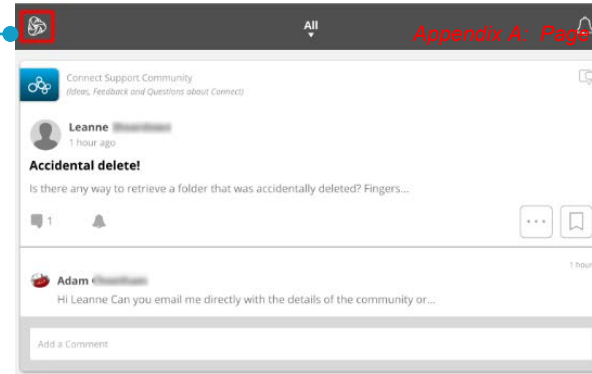 All
Appendix A: Page
Connect Support Community
(Ideas, Feedback and Questions about Connect)
Leanne
1 hour ago
Accidental delete!
Is there any way to retrieve a folder that was accidentally deleted? Fingers...
1
1 hour
Adam
Hi Leanne Can you email me directly with the details of the community or...
Add a Comment